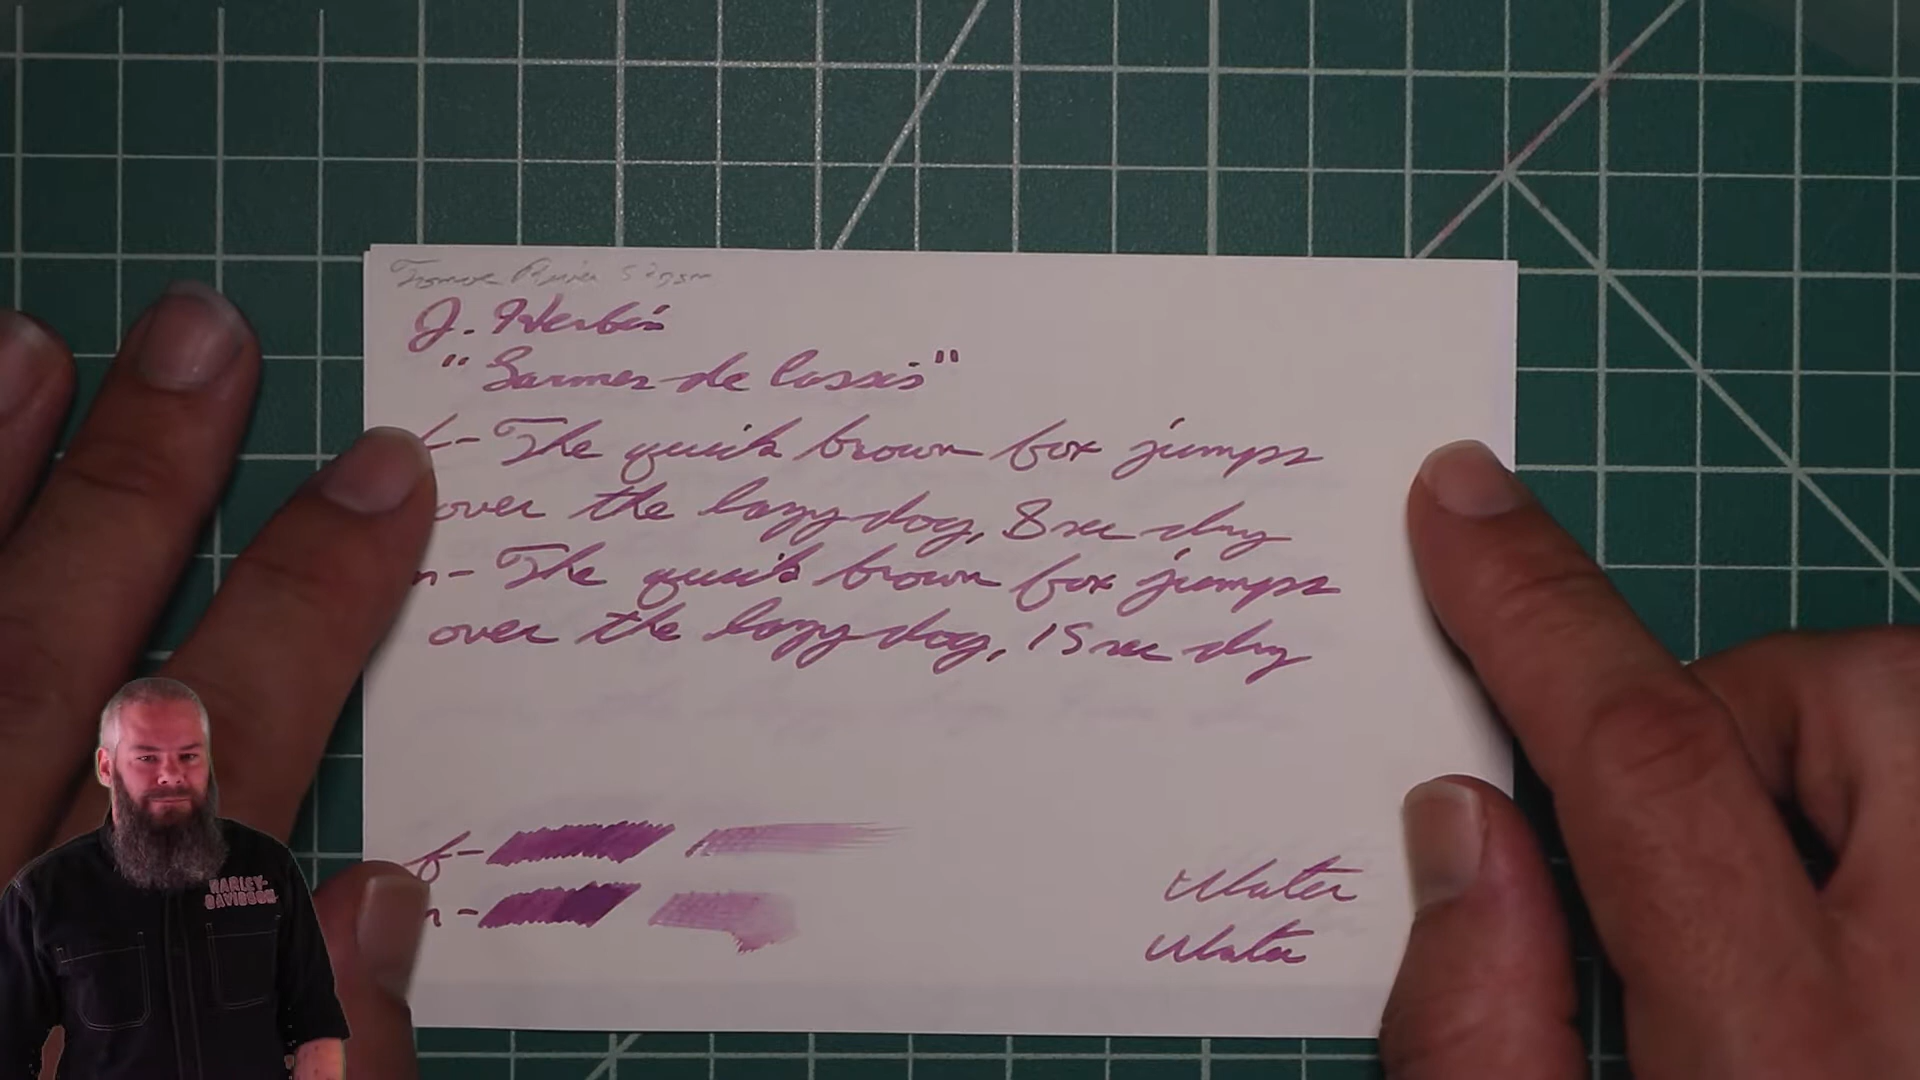 Tomoe River 52gsm
J. Herbin
"Larmes de Cassis"
f- The quick brown fox jumps
over the lazy dog, 8 sec dry
m- The quick brown fox jumps
over the lazy dog, 15 sec dry
f-
m-
Water
Water
HARLEY-
DAVIDSON